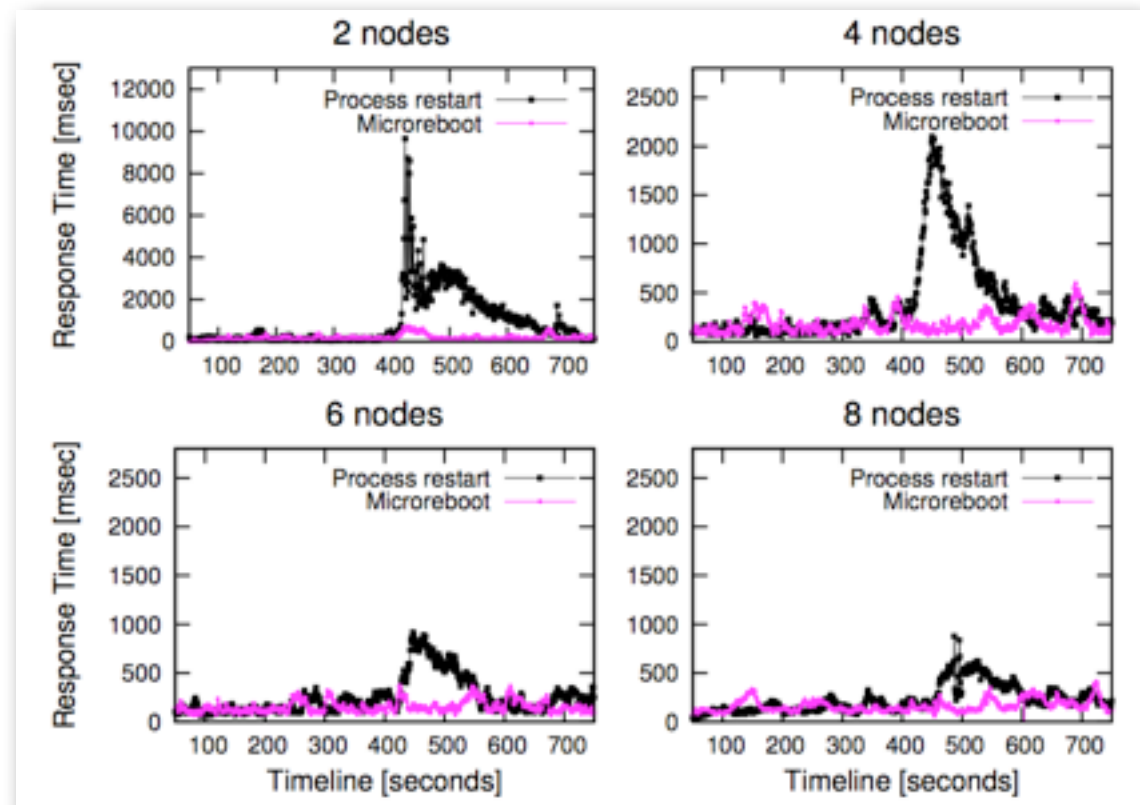 2 nodes
Response Time [msec]
12000
10000
8000
6000
4000
2000
0
Process restart
Microreboot
100 200 300 400 500 600 700
4 nodes
2500
2000
1500
1000
500
0
Process restart
Microreboot
100 200 300 400 500 600 700
6 nodes
Response Time [msec]
2500
2000
1500
1000
500
0
Process restart
Microreboot
100 200 300 400 500 600 700
Timeline [seconds]
8 nodes
2500
2000
1500
1000
500
0
Process restart
Microreboot
100 200 300 400 500 600 700
Timeline [seconds]